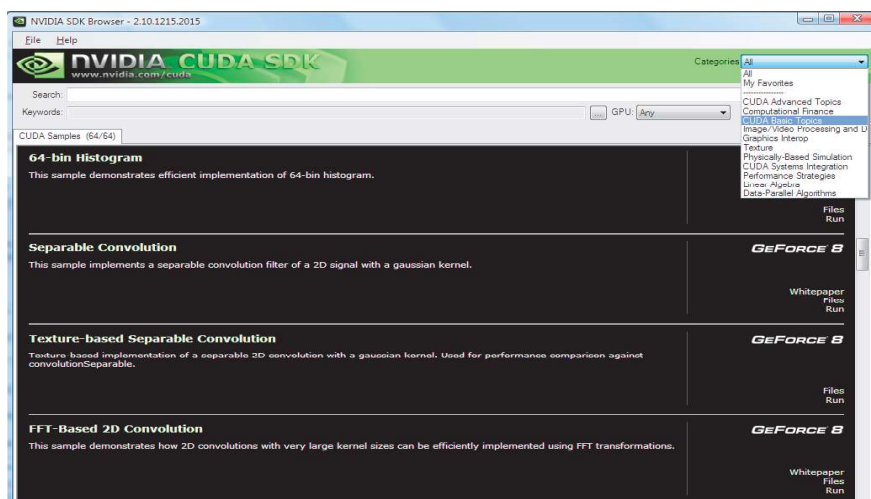 NVIDIA SDK Browser - 2.10.1215.2015
File Help
NVIDIA CUDA SDK
www.nvidia.com/cuda
Categories All
All
My Favorites
----------------
CUDA Advanced Topics
Computational Finance
CUDA Basic Topics
Image/Video Processing and D
Graphics Interop
Texture
Physically-Based Simulation
CUDA Systems Integration
Performance Strategies
Linear Algebra
Data-Parallel Algorithms
Search:
Keywords: ... GPU: Any
CUDA Samples (64/64)
64-bin Histogram
This sample demonstrates efficient implementation of 64-bin histogram.
Files
Run
Separable Convolution
GEFORCE 8
This sample implements a separable convolution filter of a 2D signal with a gaussian kernel.
Whitepaper
Files
Run
Texture-based Separable Convolution
GEFORCE 8
Texture-based implementation of a separable 2D convolution with a gaussian kernel. Used for performance comparison against
convolutionSeparable.
Files
Run
FFT-Based 2D Convolution
GEFORCE 8
This sample demonstrates how 2D convolutions with very large kernel sizes can be efficiently implemented using FFT transformations.
Whitepaper
Files
Run